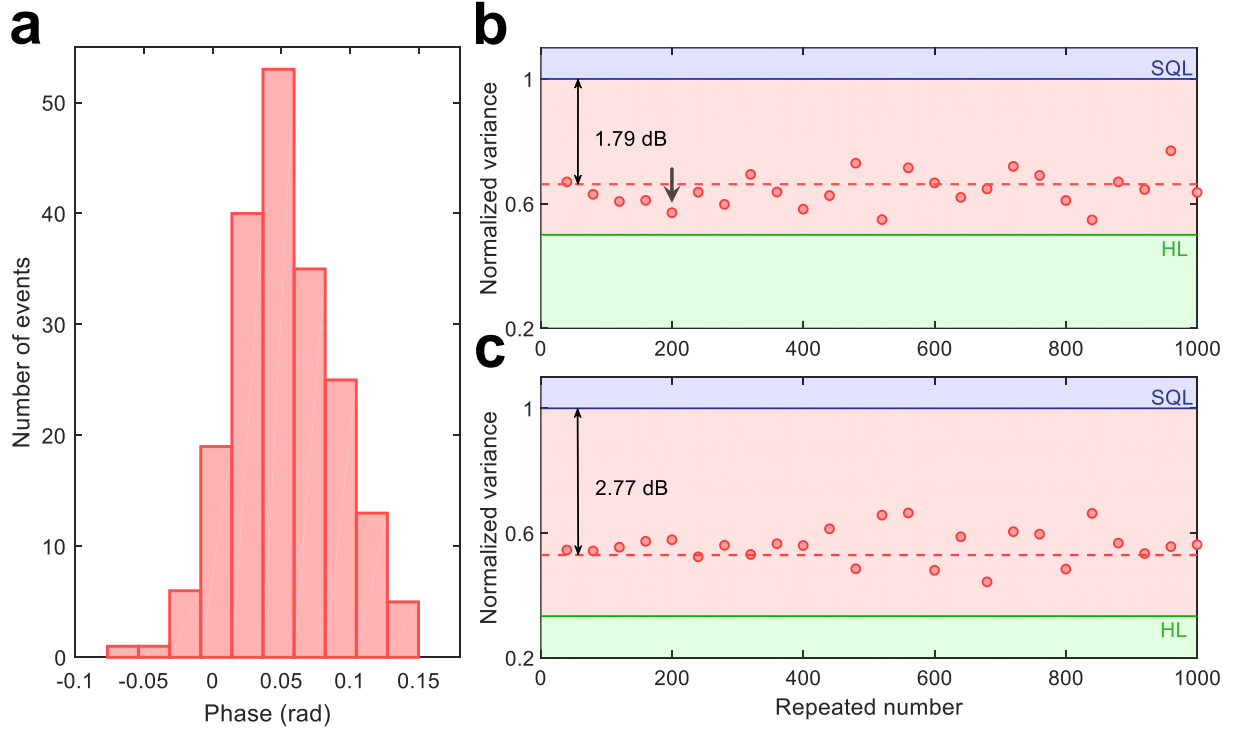 a
Number of events
50
40
30
20
10
0
-0.1 -0.05 0 0.05 0.1 0.15
Phase (rad)
b
Normalized variance
1
0.6
0.2
SQL
1.79 dB
HL
0 200 400 600 800 1000
c
Normalized variance
1
0.6
0.2
SQL
2.77 dB
HL
0 200 400 600 800 1000
Repeated number